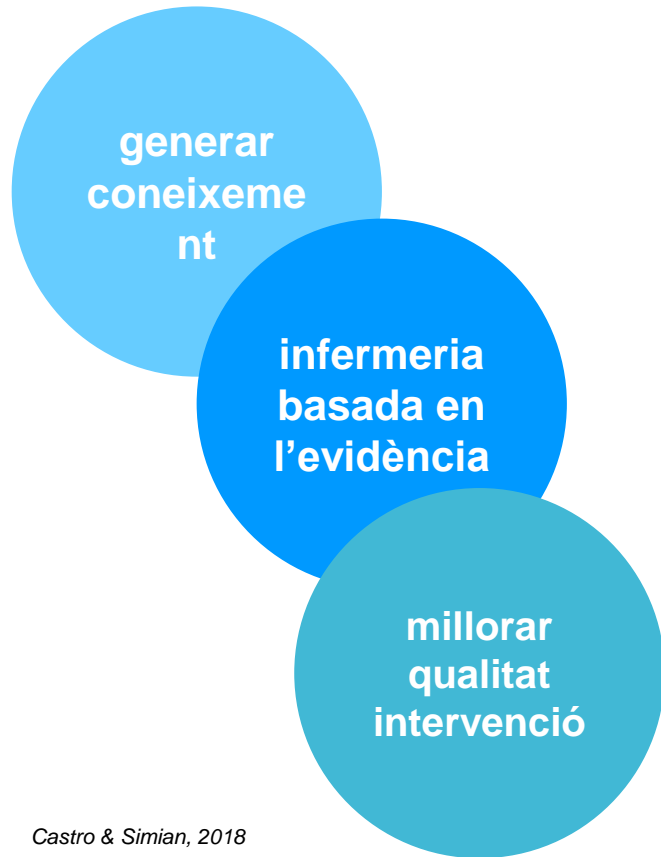 generar
coneixeme
nt
infermeria
basada en
l’evidència
millorar
qualitat
intervenció
Castro & Simian, 2018